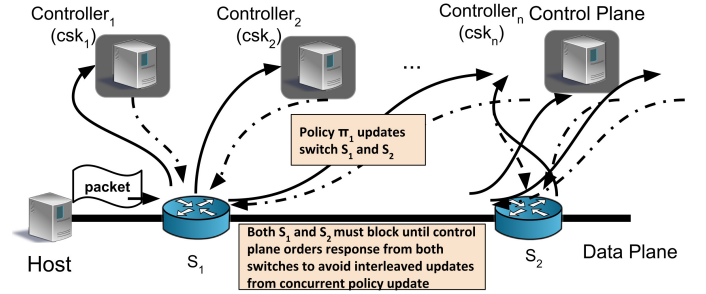 Controller₁
(csk₁)
Controller₂
(csk₂)
...
Controllerₙ
(cskₙ)
Control Plane
Policy π₁ updates
switch S₁ and S₂
packet
Host
S₁
Both S₁ and S₂ must block until control
plane orders response from both
switches to avoid interleaved updates
from concurrent policy update
S₂
Data Plane